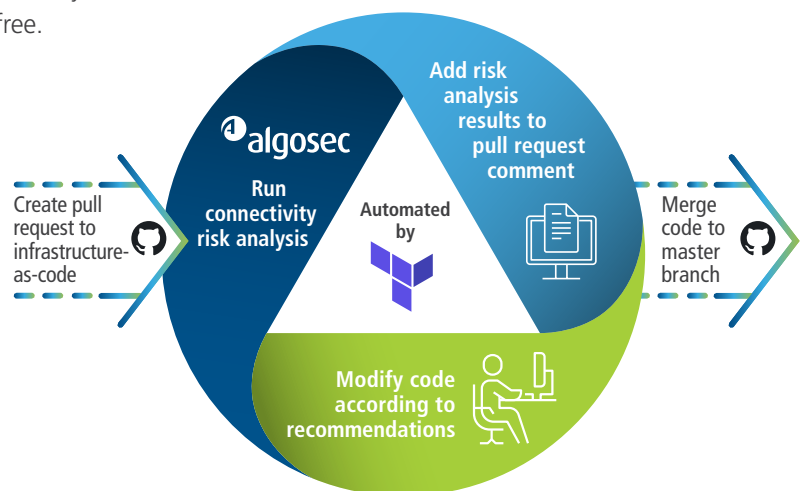 free.
Create pull
request to
infrastructure-
as-code
algosec
Run
connectivity
risk analysis
Add risk
analysis
results to
pull request
comment
Automated
by
Modify code
according to
recommendations
Merge
code to
master
branch